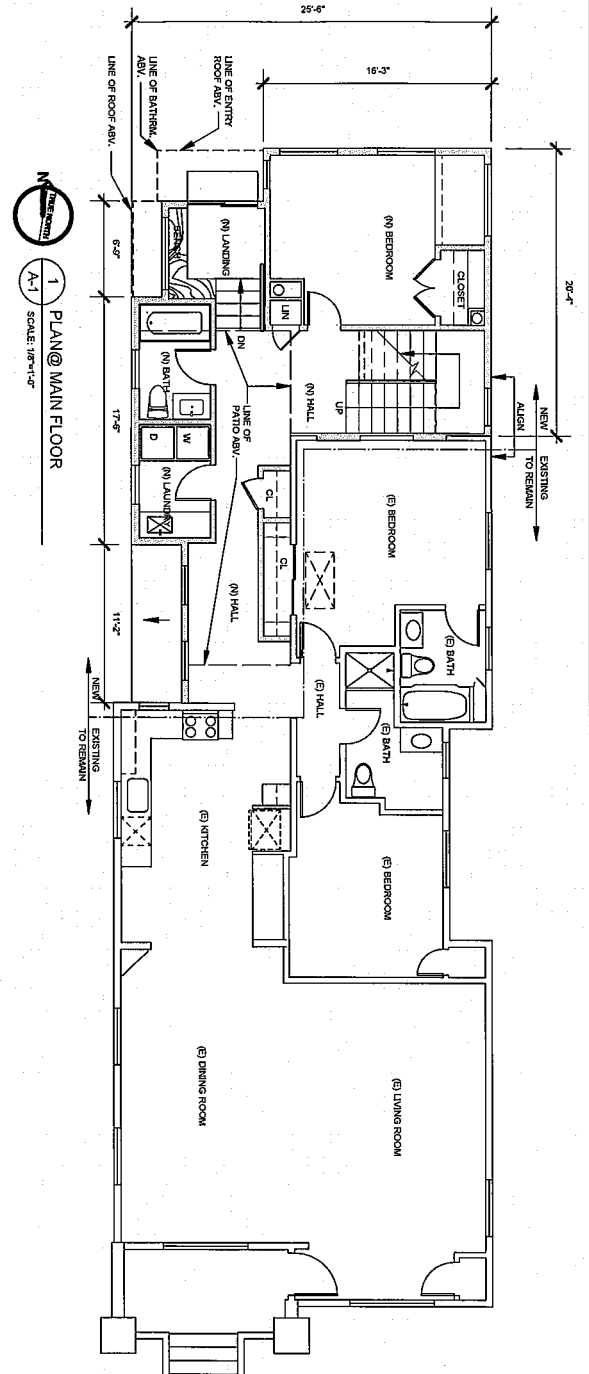 25'-6"
16'-3"
LINE OF ENTRY
ROOF ABV.
LINE OF BATHRM.
ABV.
LINE OF ROOF ABV.
20'-4"
6'-9"
17'-6"
11'-2"
NEW
EXISTING
TO REMAIN
ALIGN
(N) BEDROOM
CLOSET
(N) LANDING
BENCH
LIN
DN
(N) HALL
UP
(N) BATH
LINE OF
PATIO ABV.
D
W
(N) LAUNDRY
CL
CL
(N) HALL
(E) BEDROOM
(E) BATH
(E) HALL
(E) BATH
NEW
EXISTING
TO REMAIN
(E) KITCHEN
(E) BEDROOM
(E) DINING ROOM
(E) LIVING ROOM
N
TRUE NORTH
1
A-1
PLAN@ MAIN FLOOR
SCALE: 1/8"=1'-0"